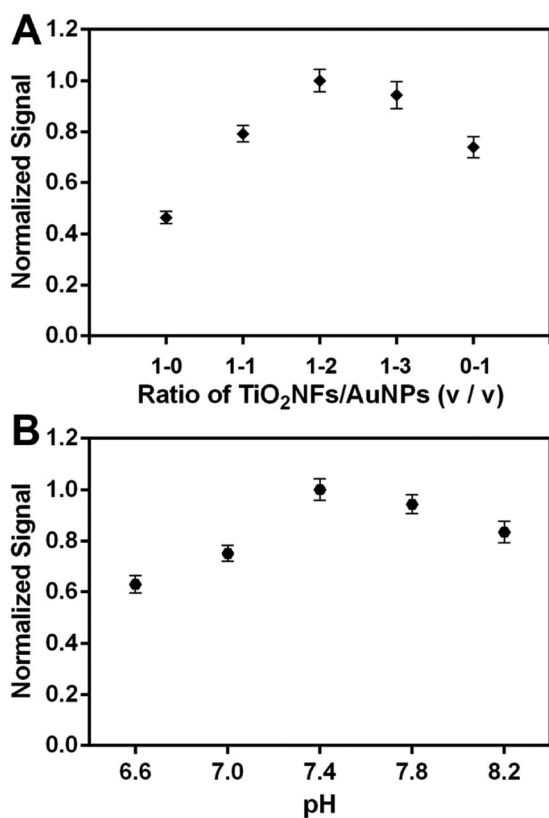 A
1.2
1.0
0.8
0.6
0.4
0.2
0.0
Normalized Signal
1-0 1-1 1-2 1-3 0-1
Ratio of TiO₂NFs/AuNPs (v / v)
B
1.2
1.0
0.8
0.6
0.4
0.2
0.0
Normalized Signal
6.6 7.0 7.4 7.8 8.2
pH